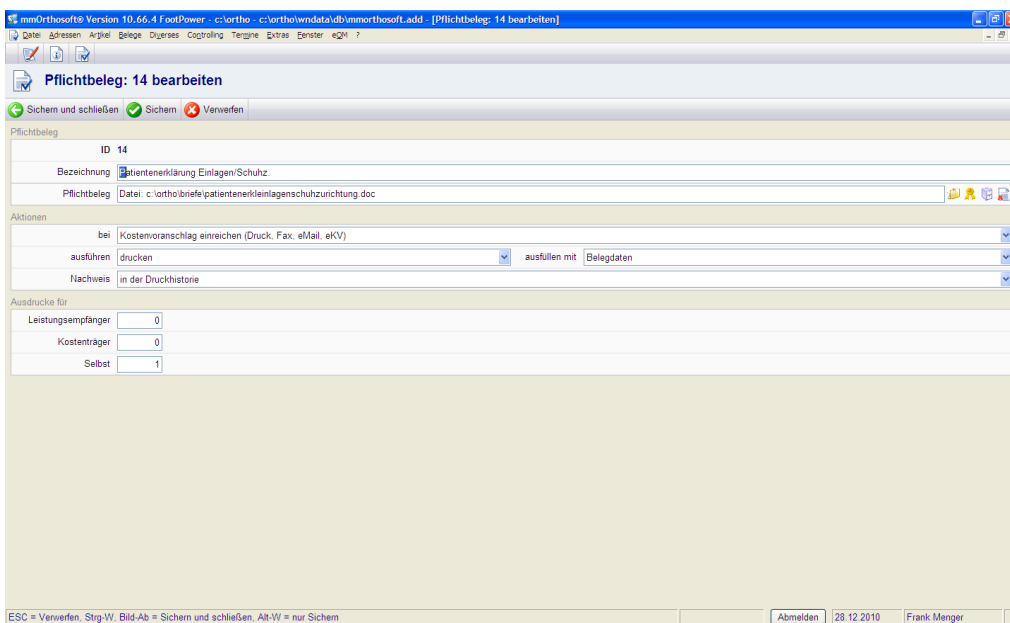 mmOrthosoft® Version 10.66.4 FootPower - c:\ortho - c:\ortho\wndata\db\mmorthosoft.add - [Pflichtbeleg: 14 bearbeiten]
Datei Adressen Artikel Belege Diverses Controlling Termine Extras Fenster eQM ?
Pflichtbeleg: 14 bearbeiten
Sichern und schließen Sichern Verwerfen
Pflichtbeleg
ID 14
Bezeichnung Patientenerklärung Einlagen/Schuhz.
Pflichtbeleg Datei: c:\ortho\briefe\patientenerkleinlagenschuhzurichtung.doc
Aktionen
bei Kostenvoranschlag einreichen (Druck, Fax, eMail, eKV)
ausführen drucken ausfüllen mit Belegdaten
Nachweis in der Druckhistorie
Ausdrucke für
Leistungsempfänger 0
Kostenträger 0
Selbst 1
ESC = Verwerfen, Strg-W, Bild-Ab = Sichern und schließen, Alt-W = nur Sichern Abmelden 28.12.2010 Frank Menger